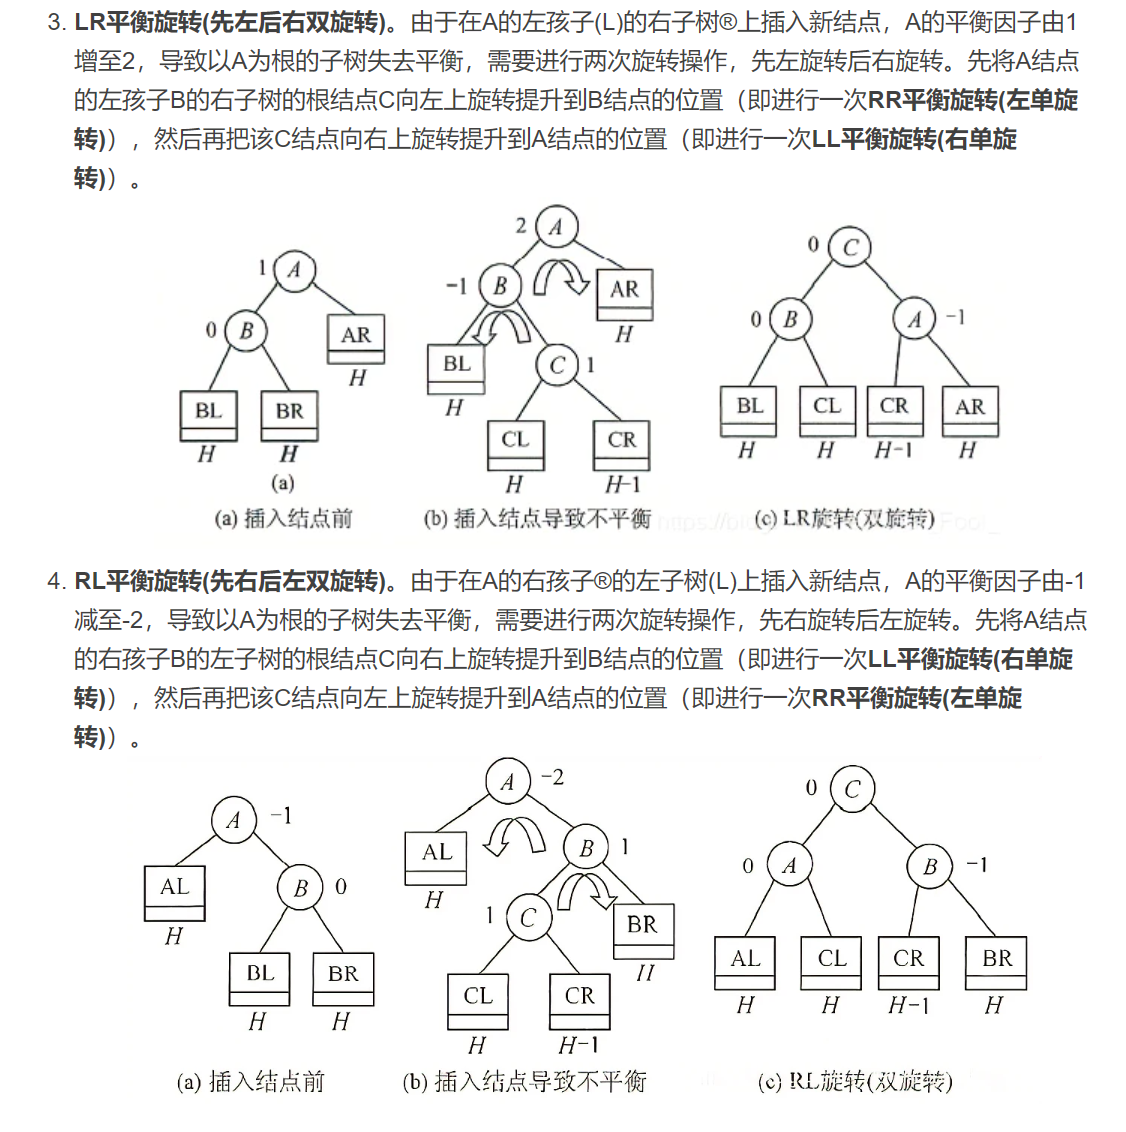 3. LR平衡旋转(先左后右双旋转)。由于在A的左孩子(L)的右子树®上插入新结点，A的平衡因子由1
增至2，导致以A为根的子树失去平衡，需要进行两次旋转操作，先左旋转后右旋转。先将A结点
的左孩子B的右子树的根结点C向左上旋转提升到B结点的位置（即进行一次RR平衡旋转(左单旋
转)），然后再把该C结点向右上旋转提升到A结点的位置（即进行一次LL平衡旋转(右单旋
转)）。
1 A
0 B
AR
H
BL
BR
H
H
(a)
(a) 插入结点前
2 A
-1 B
AR
H
BL
H
C 1
CL
CR
H
H-1
(b) 插入结点导致不平衡
0 C
0 B
A -1
BL
CL
CR
AR
H
H
H-1
H
(c) LR旋转(双旋转)
4. RL平衡旋转(先右后左双旋转)。由于在A的右孩子®的左子树(L)上插入新结点，A的平衡因子由-1
减至-2，导致以A为根的子树失去平衡，需要进行两次旋转操作，先右旋转后左旋转。先将A结点
的右孩子B的左子树的根结点C向右上旋转提升到B结点的位置（即进行一次LL平衡旋转(右单旋
转)），然后再把该C结点向左上旋转提升到A结点的位置（即进行一次RR平衡旋转(左单旋
转)）。
A -1
AL
H
B 0
BL
BR
H
H
(a) 插入结点前
A -2
AL
H
B 1
1 C
BR
H
CL
CR
H
H-1
(b) 插入结点导致不平衡
0 C
0 A
B -1
AL
CL
CR
BR
H
H
H-1
H
(c) RL旋转(双旋转)